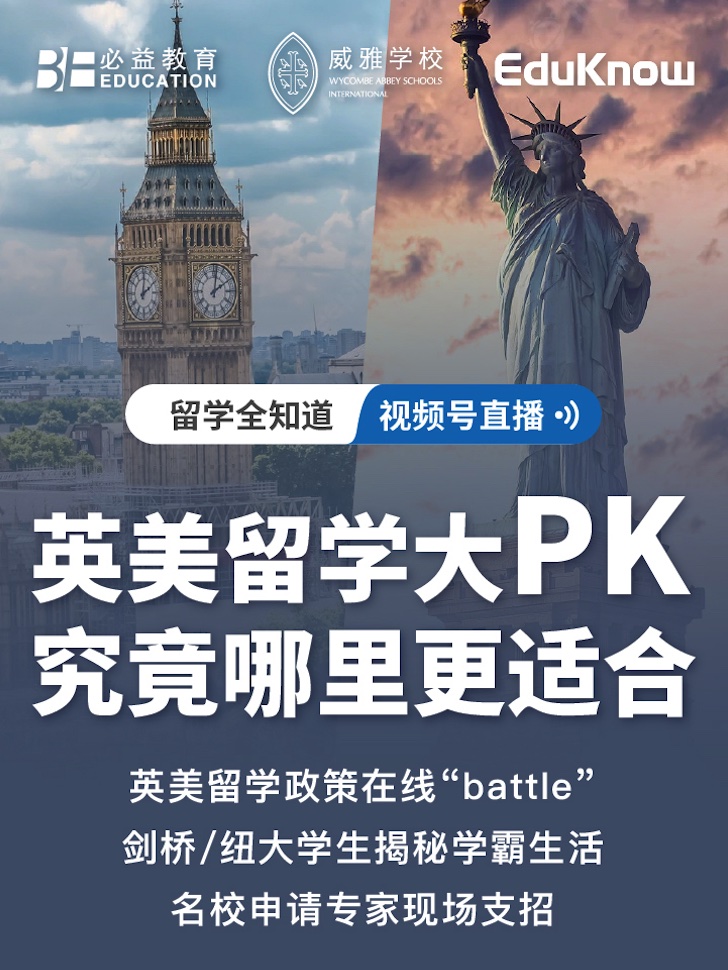 必益教育
EDUCATION
威雅学校
WYCOMBE ABBEY SCHOOLS
INTERNATIONAL
EduKnow
留学全知道 视频号直播
英美留学大PK
究竟哪里更适合
英美留学政策在线“battle”
剑桥/纽大学生揭秘学霸生活
名校申请专家现场支招